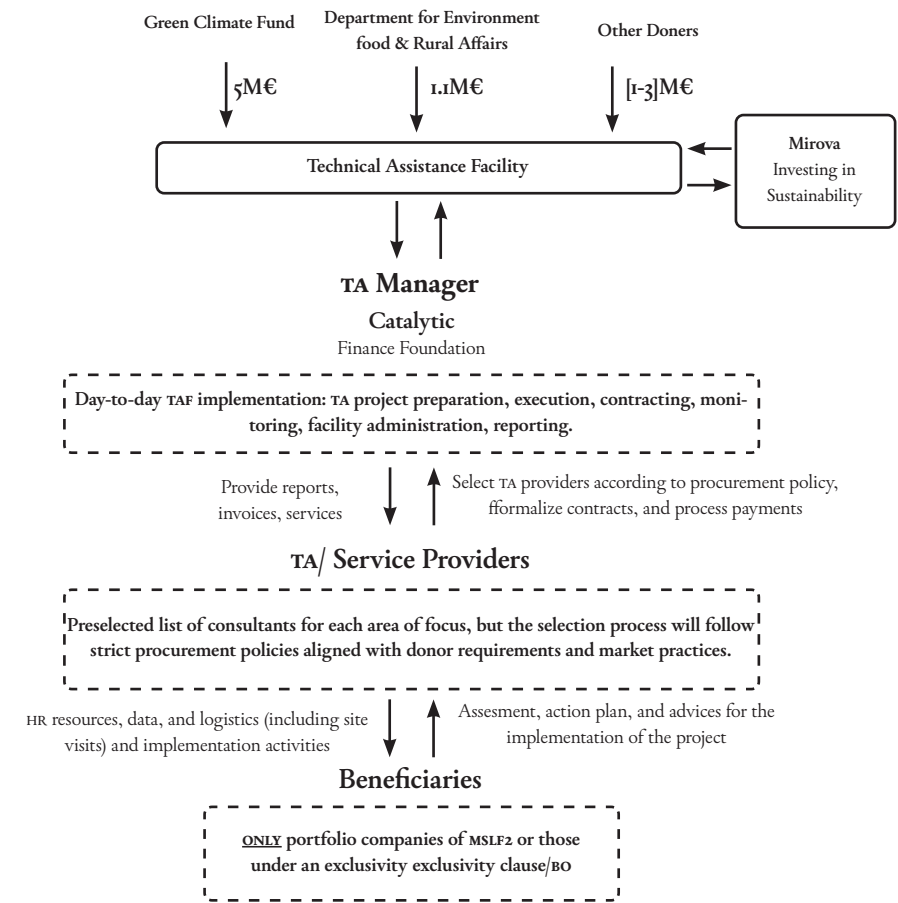 Green Climate Fund
Department for Environment
food & Rural Affairs
Other Doners
5M€
1.1M€
[1-3]M€
Technical Assistance Facility
Mirova
Investing in
Sustainability
TA Manager
Catalytic
Finance Foundation
Day-to-day TAF implementation: TA project preparation, execution, contracting, moni-
toring, facility administration, reporting.
Provide reports,
invoices, services
Select TA providers according to procurement policy,
fformalize contracts, and process payments
TA/ Service Providers
Preselected list of consultants for each area of focus, but the selection process will follow
strict procurement policies aligned with donor requirements and market practices.
HR resources, data, and logistics (including site
visits) and implementation activities
Assesment, action plan, and advices for the
implementation of the project
Beneficiaries
ONLY portfolio companies of MSLF2 or those
under an exclusivity exclusivity clause/BO